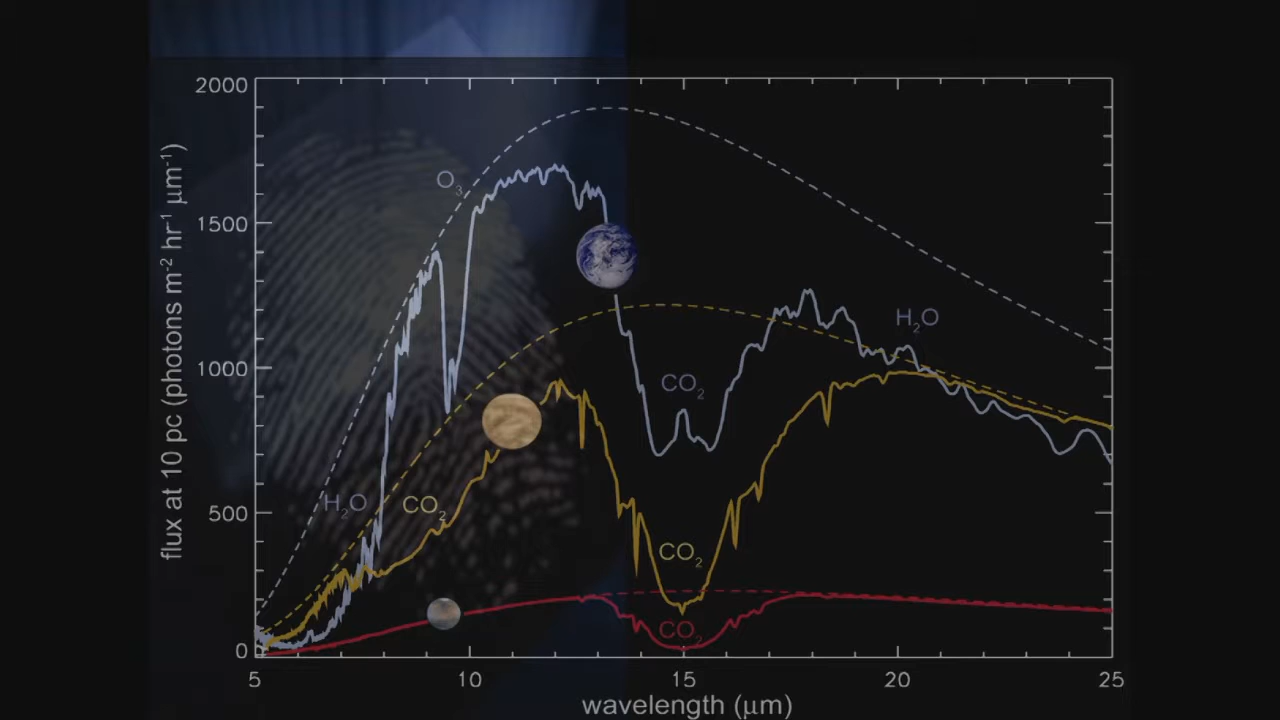 2000
1500
1000
500
0
flux at 10 pc (photons m⁻² hr⁻¹ μm⁻¹)
O₃
H₂O
CO₂
CO₂
H₂O
CO₂
CO₂
5 10 15 20 25
wavelength (μm)